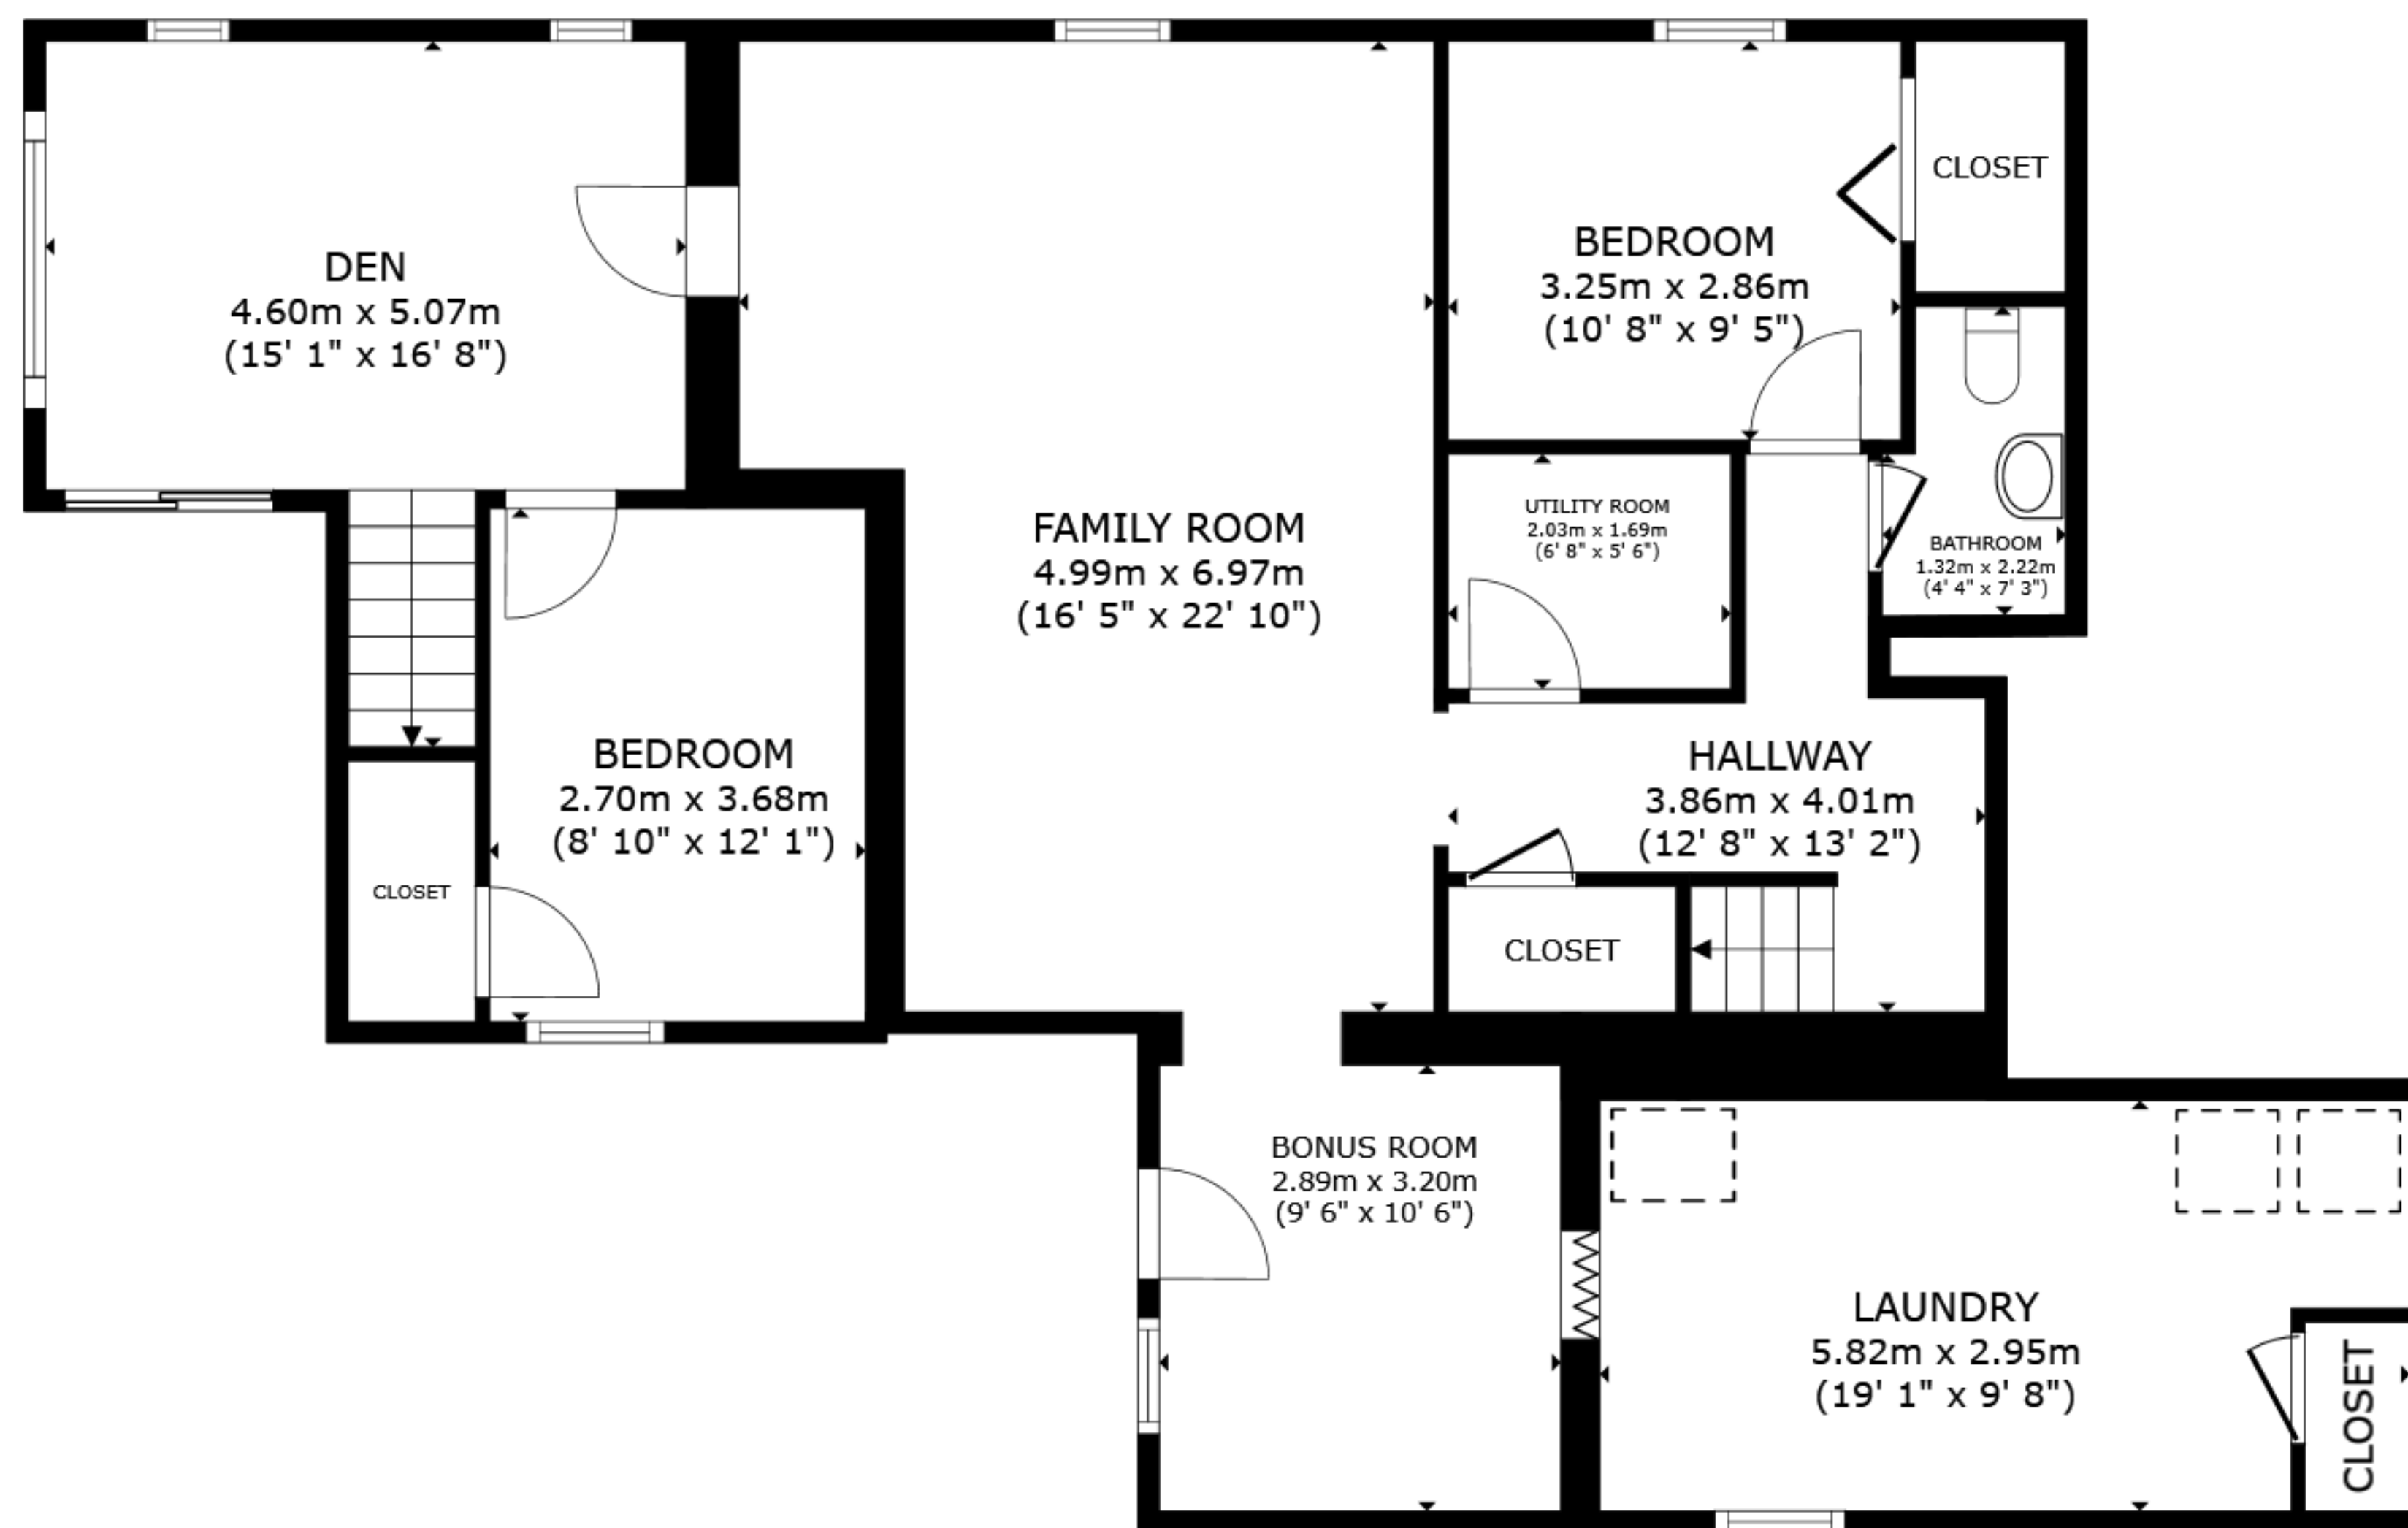 DEN
4.60m x 5.07m
(15' 1" x 16' 8")
FAMILY ROOM
4.99m x 6.97m
(16' 5" x 22' 10")
BEDROOM
3.25m x 2.86m
(10' 8" x 9' 5")
CLOSET
UTILITY ROOM
2.03m x 1.69m
(6' 8" x 5' 6")
BATHROOM
1.32m x 2.22m
(4' 4" x 7' 3")
BEDROOM
2.70m x 3.68m
(8' 10" x 12' 1")
CLOSET
HALLWAY
3.86m x 4.01m
(12' 8" x 13' 2")
CLOSET
BONUS ROOM
2.89m x 3.20m
(9' 6" x 10' 6")
LAUNDRY
5.82m x 2.95m
(19' 1" x 9' 8")
CLOSET